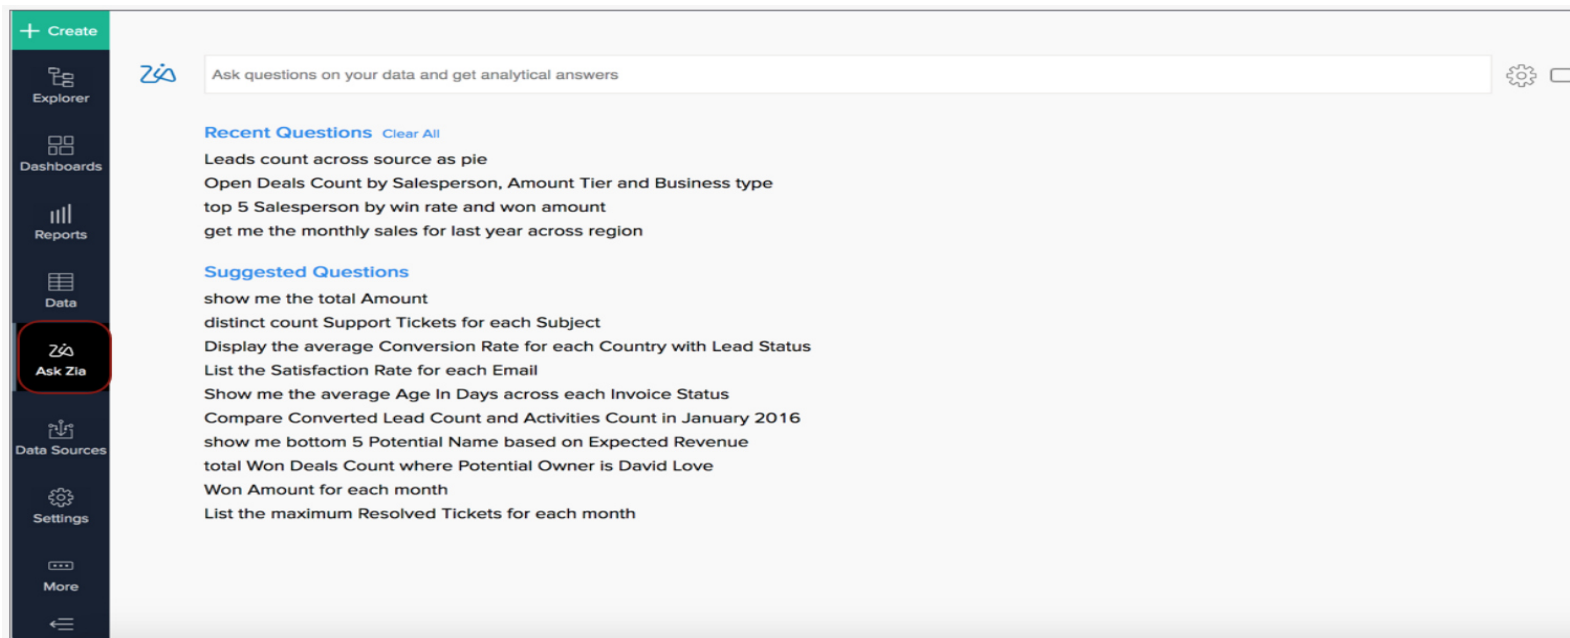 + Create
Explorer
Dashboards
Reports
Data
Zia
Ask Zia
Data Sources
Settings
More
Zia
Ask questions on your data and get analytical answers
Recent Questions Clear All
Leads count across source as pie
Open Deals Count by Salesperson, Amount Tier and Business type
top 5 Salesperson by win rate and won amount
get me the monthly sales for last year across region
Suggested Questions
show me the total Amount
distinct count Support Tickets for each Subject
Display the average Conversion Rate for each Country with Lead Status
List the Satisfaction Rate for each Email
Show me the average Age In Days across each Invoice Status
Compare Converted Lead Count and Activities Count in January 2016
show me bottom 5 Potential Name based on Expected Revenue
total Won Deals Count where Potential Owner is David Love
Won Amount for each month
List the maximum Resolved Tickets for each month